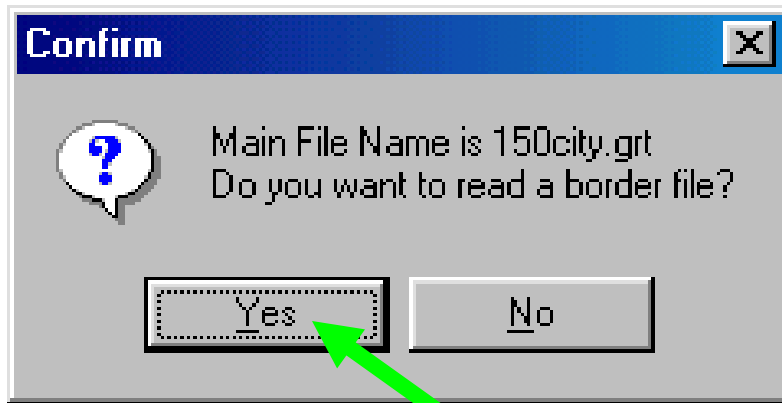 Confirm
Main File Name is 150city.grt
Do you want to read a border file?
Yes
No